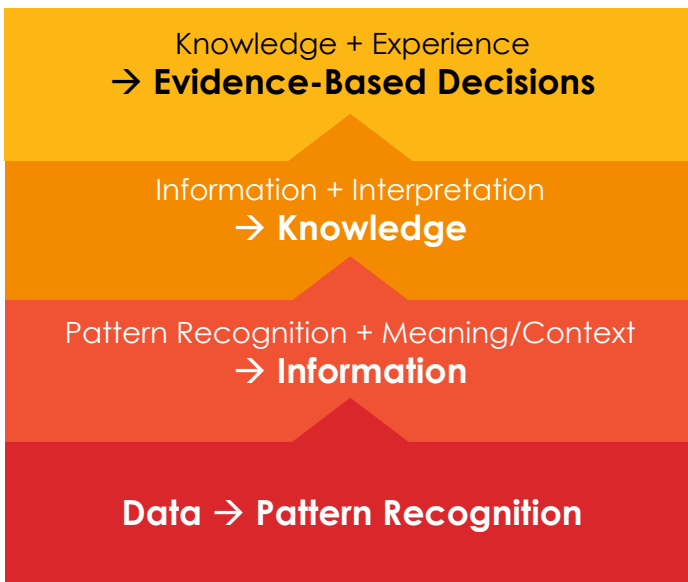 Knowledge + Experience
→ Evidence-Based Decisions
Information + Interpretation
→ Knowledge
Pattern Recognition + Meaning/Context
→ Information
Data → Pattern Recognition